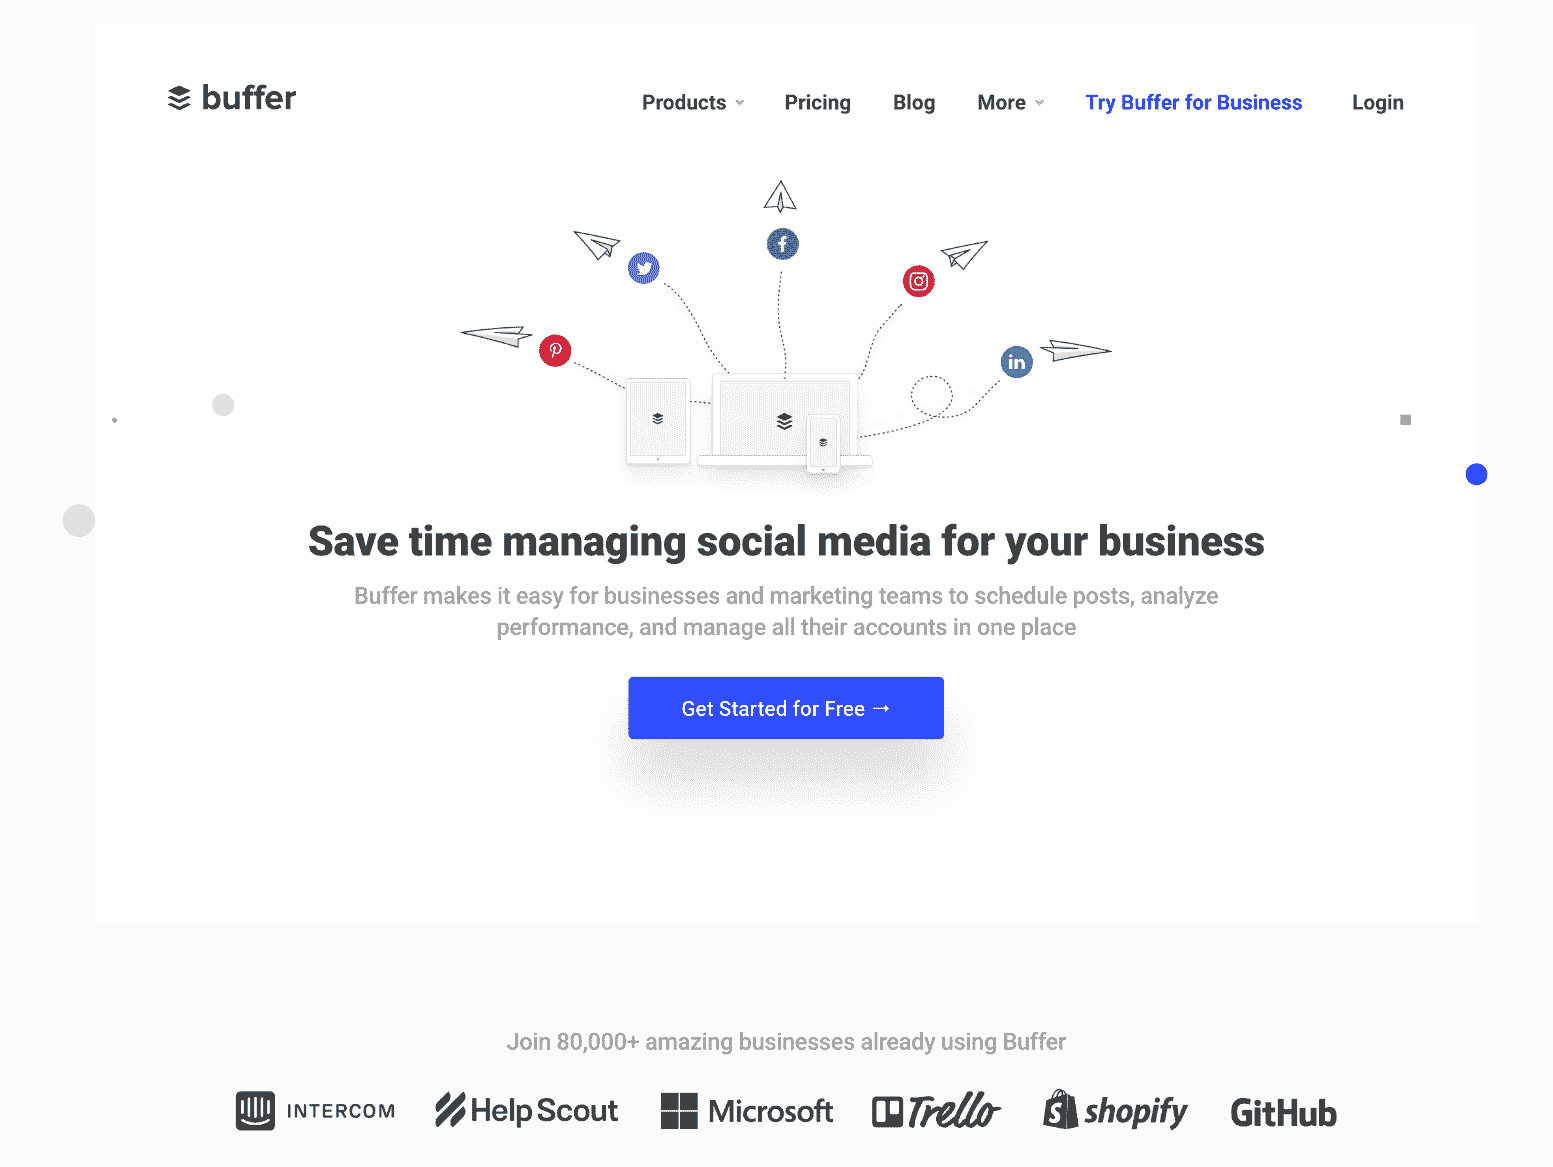 buffer
Products Pricing Blog More Try Buffer for Business Login
in
Save time managing social media for your business
Buffer makes it easy for businesses and marketing teams to schedule posts, analyze
performance, and manage all their accounts in one place
Get Started for Free →
Join 80,000+ amazing businesses already using Buffer
INTERCOM HelpScout Microsoft Trello shopify GitHub